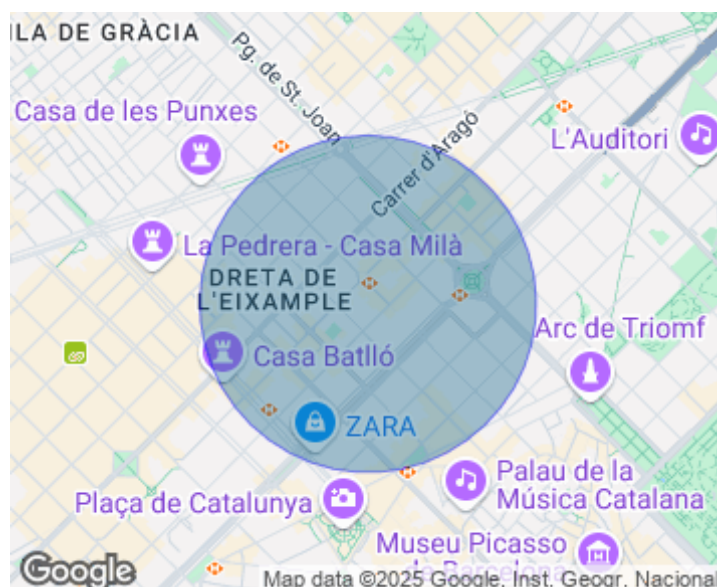 ILA DE GRÀCIA
Pg. de St. Joan
Casa de les Punxes
L'Auditori
Carrer d'Aragó
La Pedrera - Casa Milà
DRETA DE
L'EIXAMPLE
Arc de Triomf
Casa Batlló
ZARA
Palau de la
Música Catalana
Plaça de Catalunya
Museu Picasso
de Barcelona
Google
Map data ©2025 Google, Inst. Geogr. Nacional